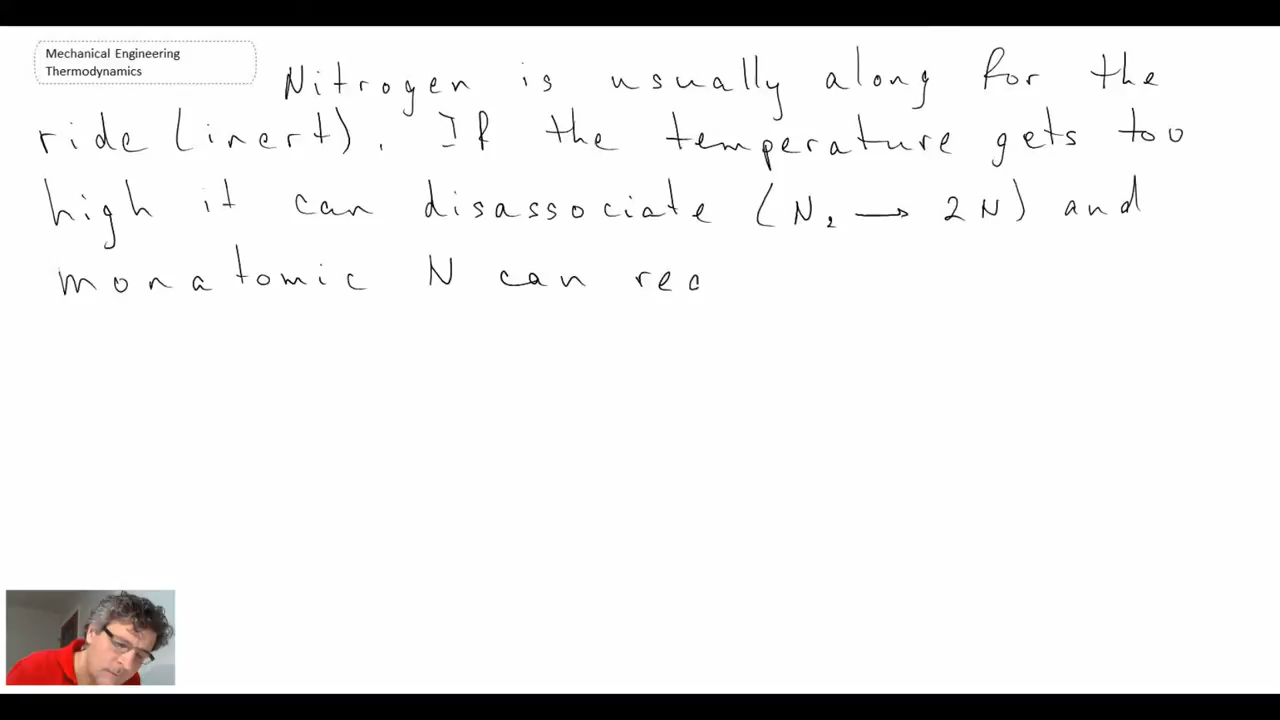 Mechanical Engineering
Thermodynamics
Nitrogen is usually along for the
ride (inert). If the temperature gets too
high it can disassociate (N₂ → 2N) and
monatomic N can rec